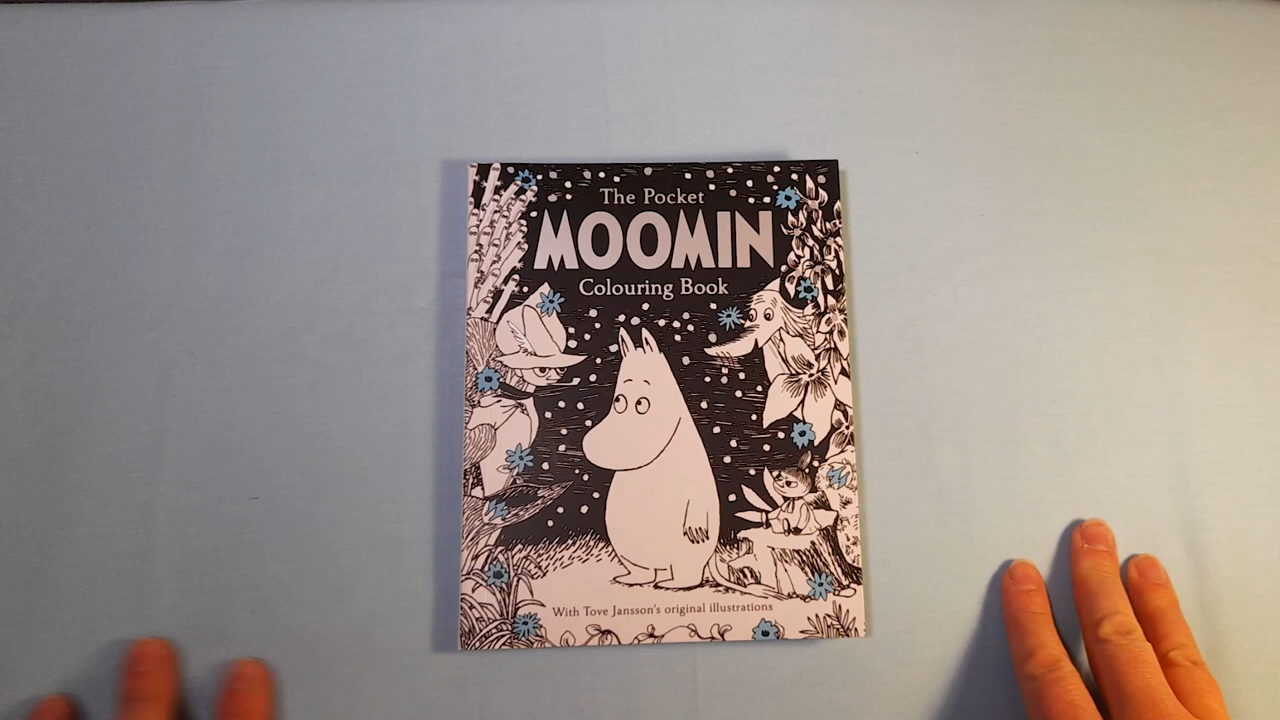 The Pocket
MOOMIN
Colouring Book
With Tove Jansson's original illustrations